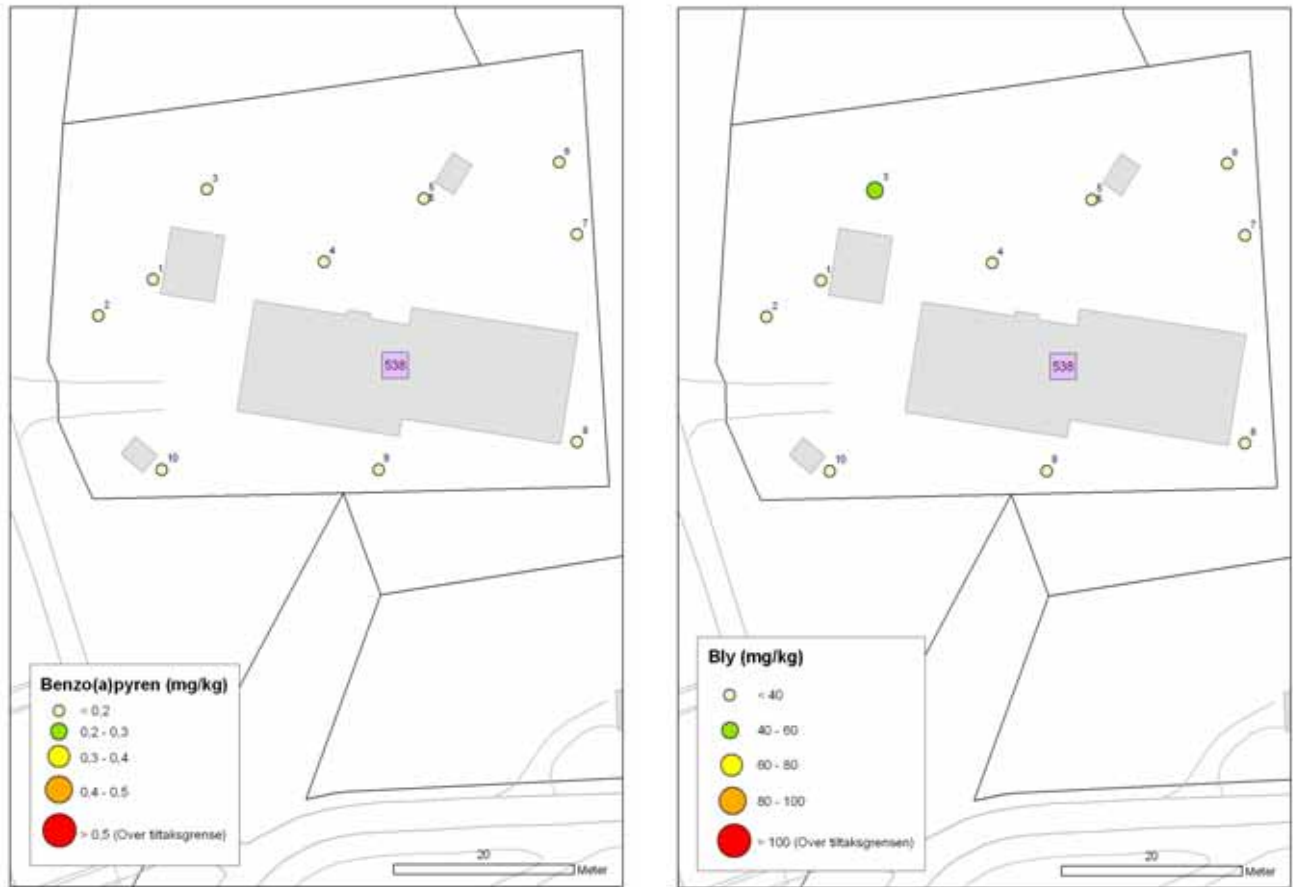 6
3
5
7
4
1
2
538
8
10
9
Benzo(a)pyren (mg/kg)
< 0,2
0,2 - 0,3
0,3 - 0,4
0,4 - 0,5
> 0,5 (Over tiltaksgrense)
20
Meter
6
3
5
7
4
1
2
538
8
10
9
Bly (mg/kg)
< 40
40 - 60
60 - 80
80 - 100
> 100 (Over tiltaksgrensen)
20
Meter